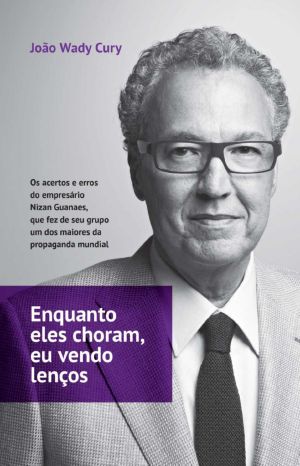 João Wady Cury
Os acertos e erros
do empresário
Nizan Guanaes,
que fez de seu grupo
um dos maiores da
propaganda mundial
Enquanto
eles choram,
eu vendo
lenços